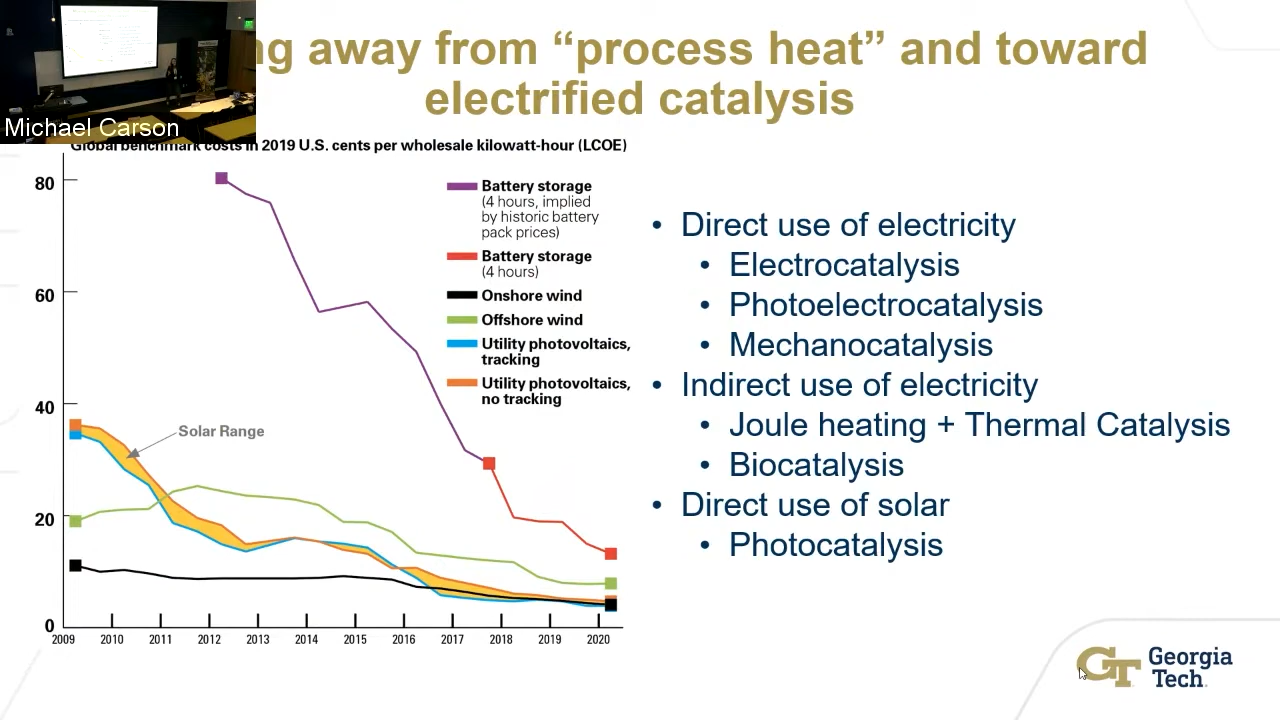 ng away from “process heat” and toward
electrified catalysis
Michael Carson
Global benchmark costs in 2019 U.S. cents per wholesale kilowatt-hour (LCOE)
80
60
40
20
0
Battery storage
(4 hours, implied
by historic battery
pack prices)
Battery storage
(4 hours)
Onshore wind
Offshore wind
Utility photovoltaics,
tracking
Utility photovoltaics,
no tracking
Solar Range
2009 2010 2011 2012 2013 2014 2015 2016 2017 2018 2019 2020
• Direct use of electricity
• Electrocatalysis
• Photoelectrocatalysis
• Mechanocatalysis
• Indirect use of electricity
• Joule heating + Thermal Catalysis
• Biocatalysis
• Direct use of solar
• Photocatalysis
GT
Georgia
Tech